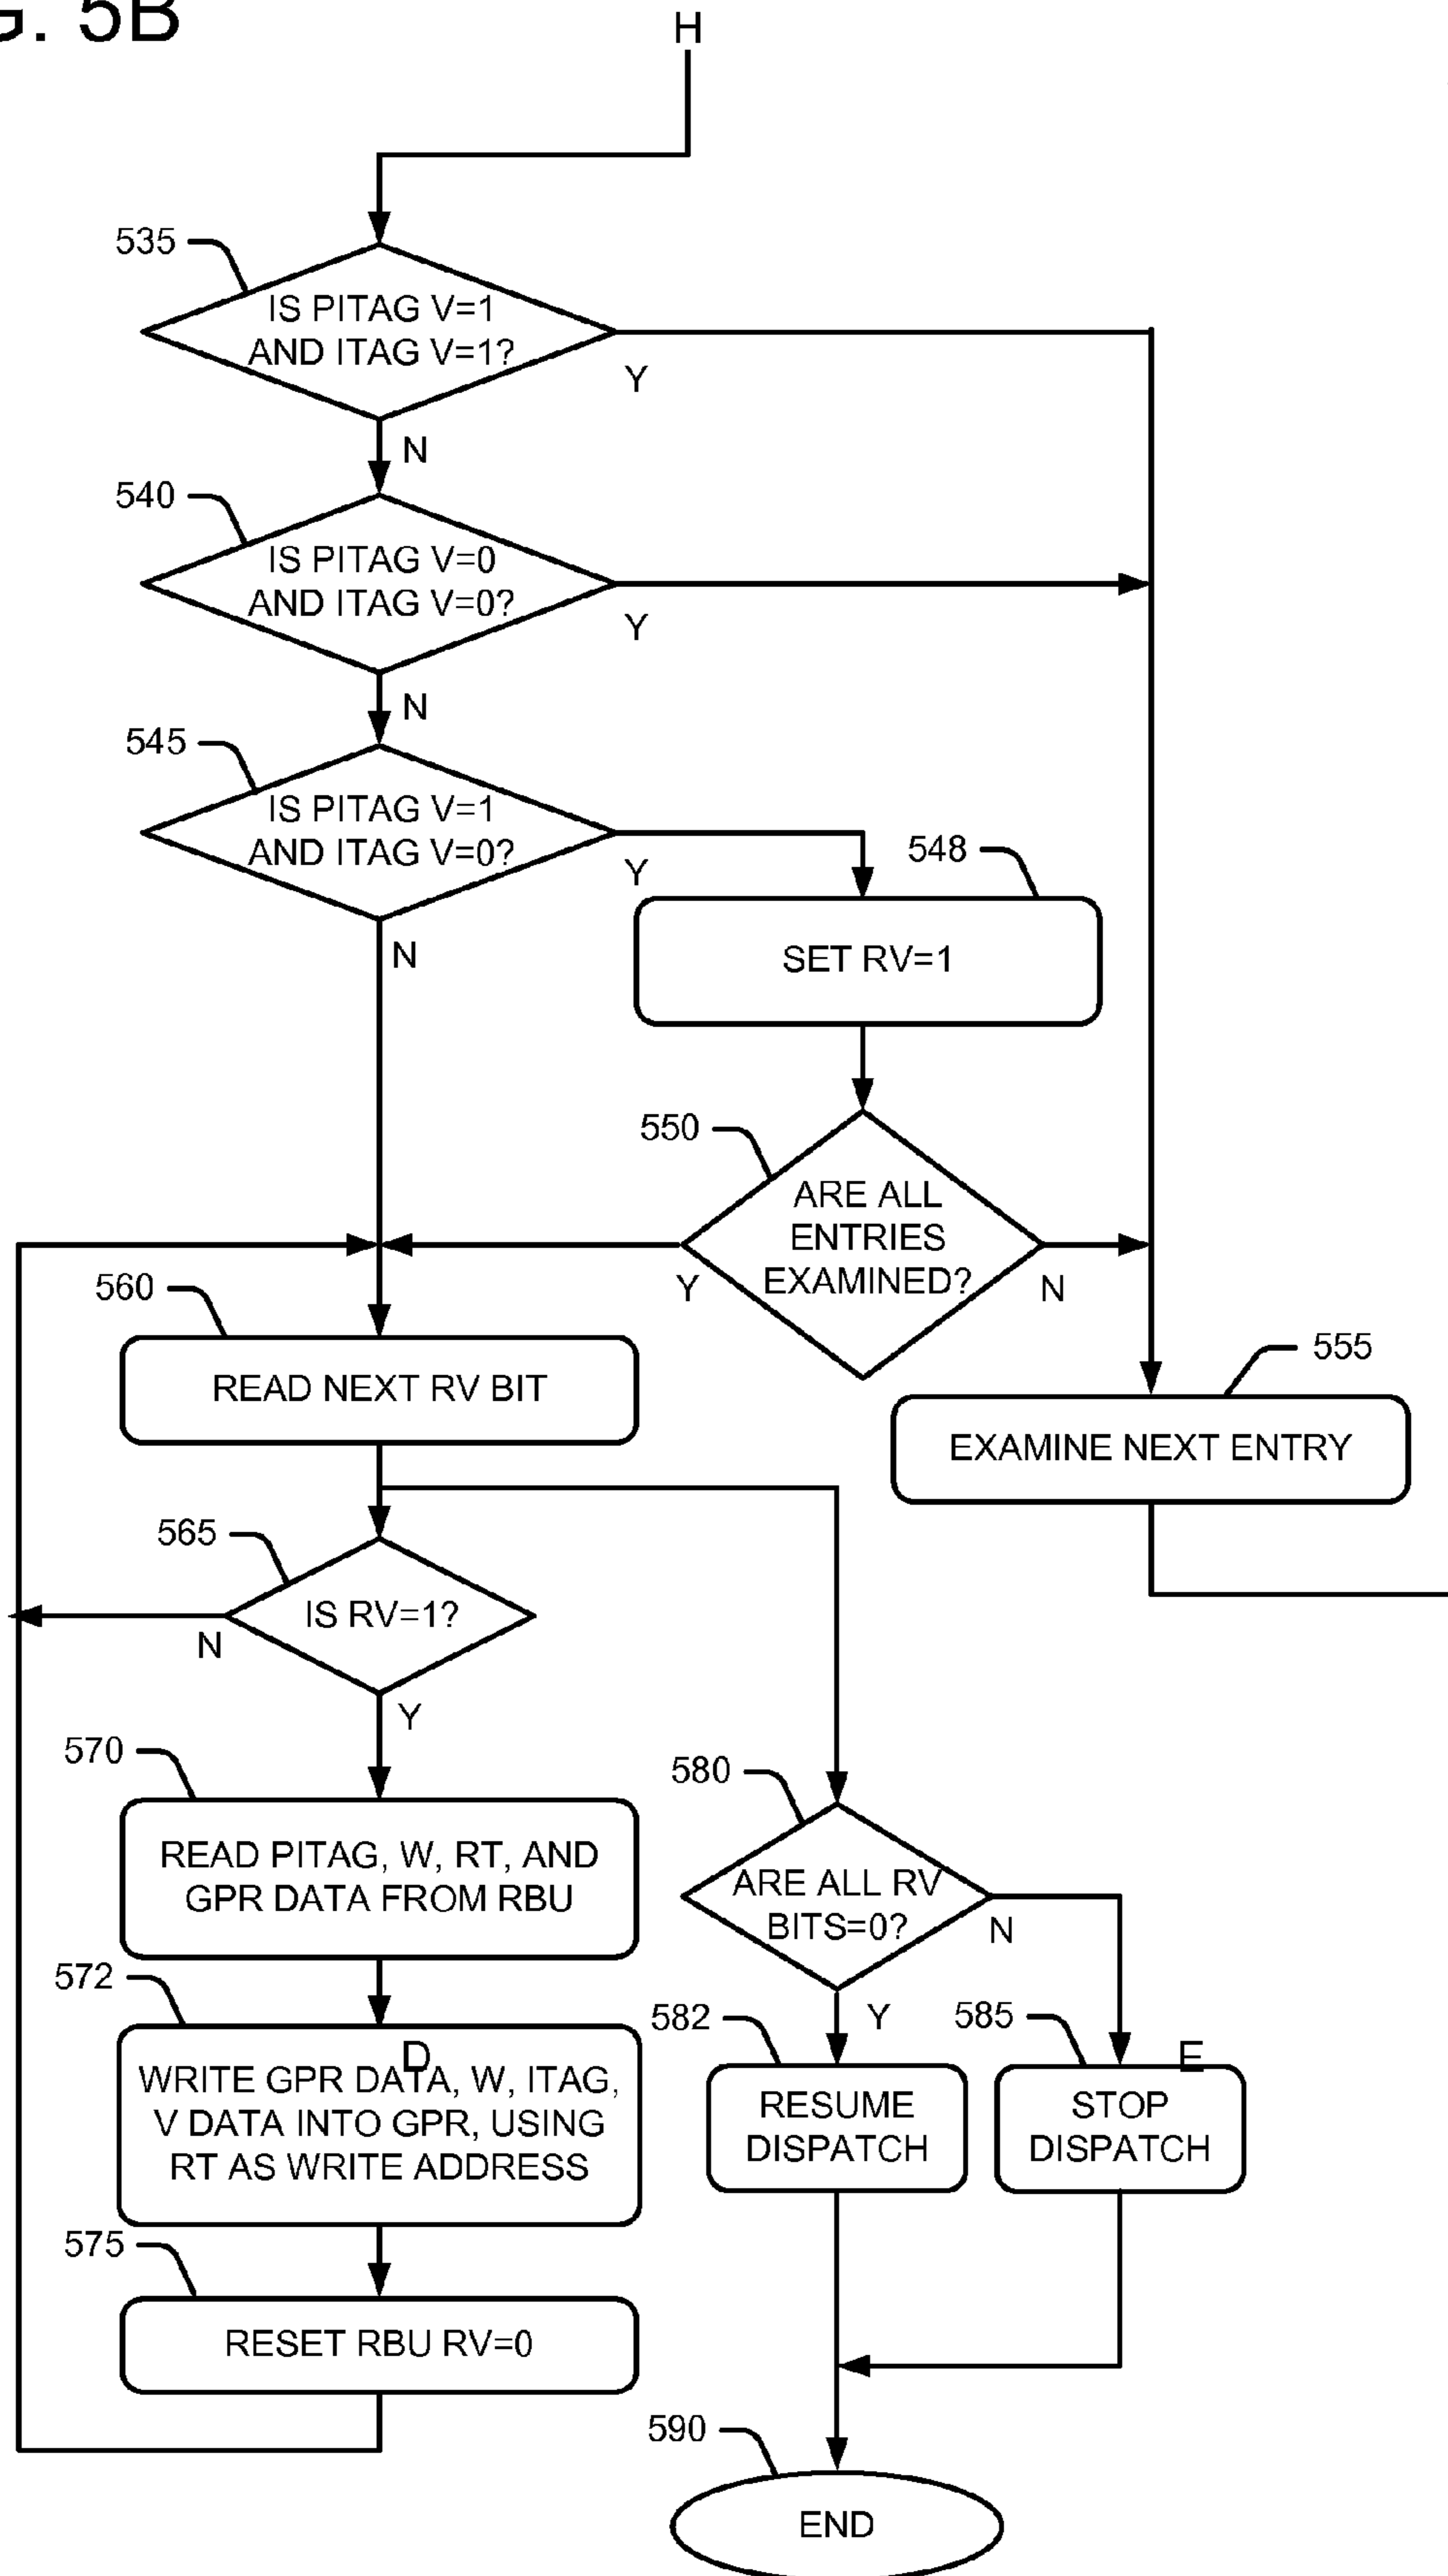 G. 5B
H
535
IS PITAG V=1
AND ITAG V=1?
Y
N
540
IS PITAG V=0
AND ITAG V=0?
Y
N
545
IS PITAG V=1
AND ITAG V=0?
Y
N
548
SET RV=1
550
ARE ALL
ENTRIES
EXAMINED?
Y
N
560
READ NEXT RV BIT
555
EXAMINE NEXT ENTRY
565
IS RV=1?
N
Y
570
READ PITAG, W, RT, AND
GPR DATA FROM RBU
580
ARE ALL RV
BITS=0?
N
Y
572
D
WRITE GPR DATA, W, ITAG,
V DATA INTO GPR, USING
RT AS WRITE ADDRESS
582
RESUME
DISPATCH
585
E
STOP
DISPATCH
575
RESET RBU RV=0
590
END